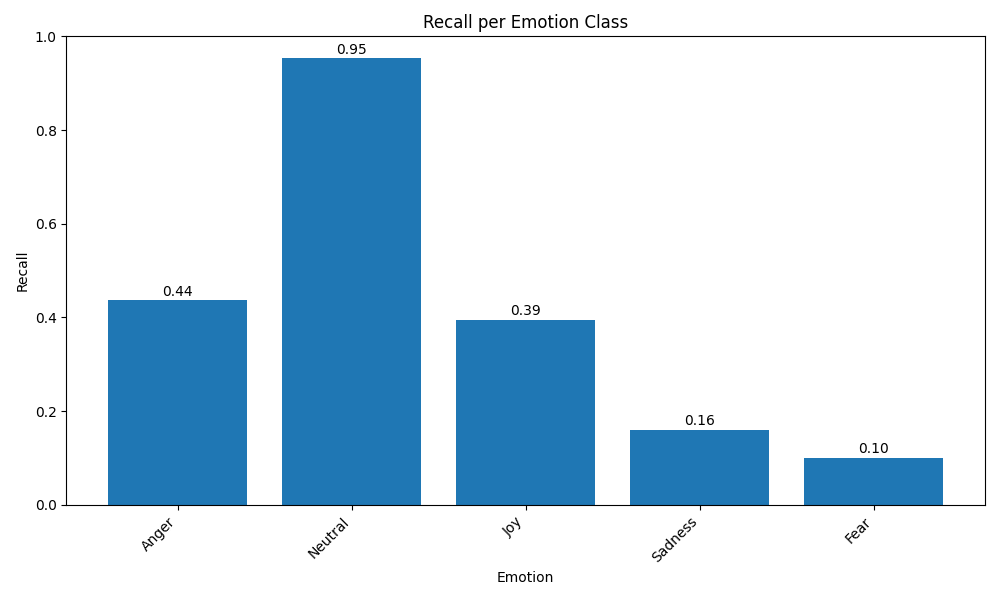 Recall per Emotion Class
1.0
0.8
0.6
0.4
0.2
0.0
Recall
0.44
0.95
0.39
0.16
0.10
Anger
Neutral
Joy
Sadness
Fear
Emotion